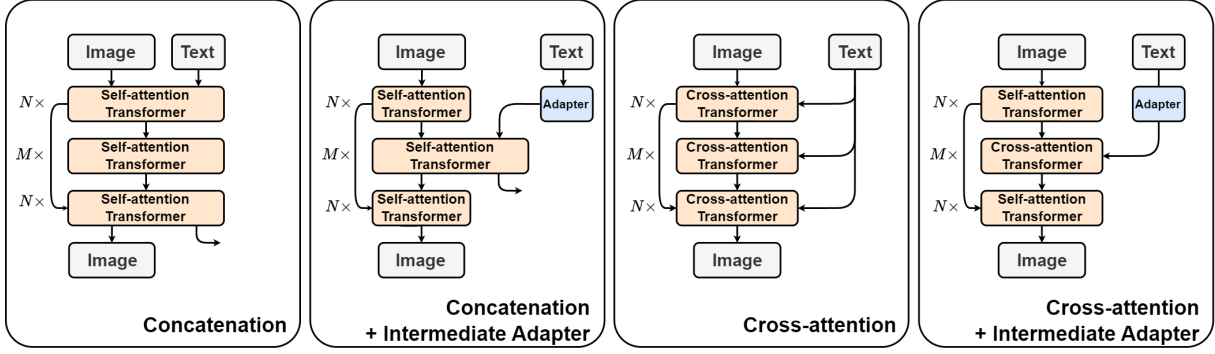 Image
Text
N×
Self-attention
Transformer
M×
Self-attention
Transformer
N×
Self-attention
Transformer
Image
Concatenation
Image
Text
N×
Self-attention
Transformer
Adapter
M×
Self-attention
Transformer
N×
Self-attention
Transformer
Image
Concatenation
+ Intermediate Adapter
Image
Text
N×
Cross-attention
Transformer
M×
Cross-attention
Transformer
N×
Cross-attention
Transformer
Image
Cross-attention
Image
Text
N×
Self-attention
Transformer
Adapter
M×
Cross-attention
Transformer
N×
Self-attention
Transformer
Image
Cross-attention
+ Intermediate Adapter